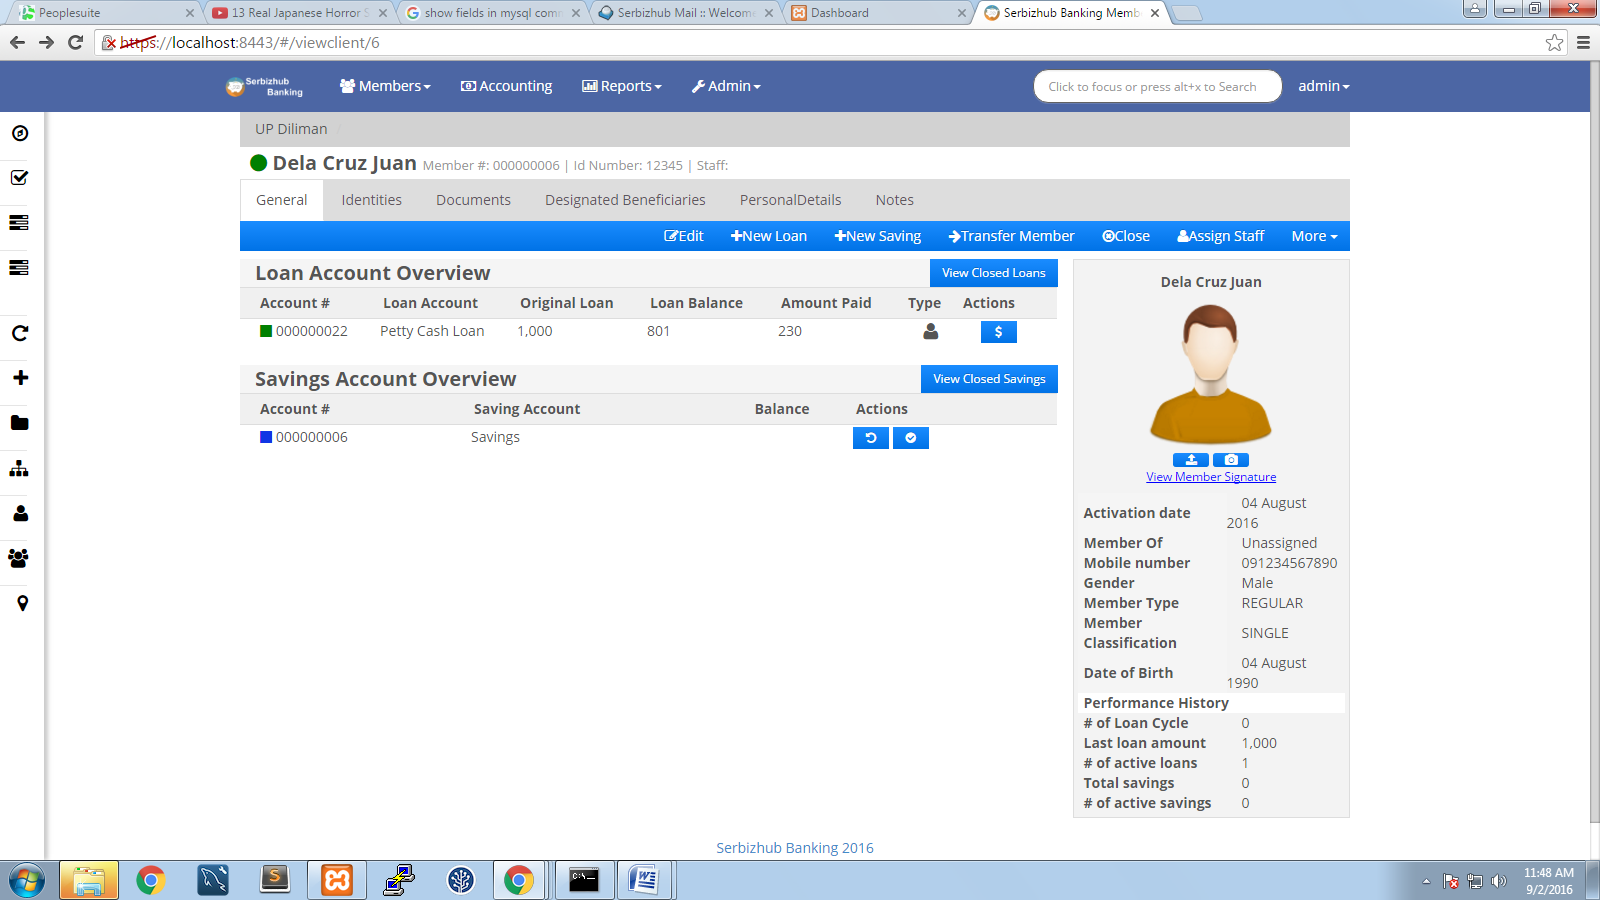 Peoplesuite
13 Real Japanese Horror S
show fields in mysql comm
Serbizhub Mail :: Welcome
Dashboard
Serbizhub Banking Memb
https://localhost:8443/#/viewclient/6
Serbizhub
Banking
Members
Accounting
Reports
Admin
Click to focus or press alt+x to Search
admin
UP Diliman /
Dela Cruz Juan Member #: 000000006 | Id Number: 12345 | Staff:
General
Identities
Documents
Designated Beneficiaries
PersonalDetails
Notes
Edit
New Loan
New Saving
Transfer Member
Close
Assign Staff
More
Loan Account Overview
View Closed Loans
Account # Loan Account Original Loan Loan Balance Amount Paid Type Actions
000000022 Petty Cash Loan 1,000 801 230 $
Savings Account Overview
View Closed Savings
Account # Saving Account Balance Actions
000000006 Savings
Dela Cruz Juan
View Member Signature
Activation date 04 August
2016
Member Of Unassigned
Mobile number 091234567890
Gender Male
Member Type REGULAR
Member
Classification SINGLE
Date of Birth 04 August
1990
Performance History
# of Loan Cycle 0
Last loan amount 1,000
# of active loans 1
Total savings 0
# of active savings 0
Serbizhub Banking 2016
C:\
S
W
11:48 AM
9/2/2016